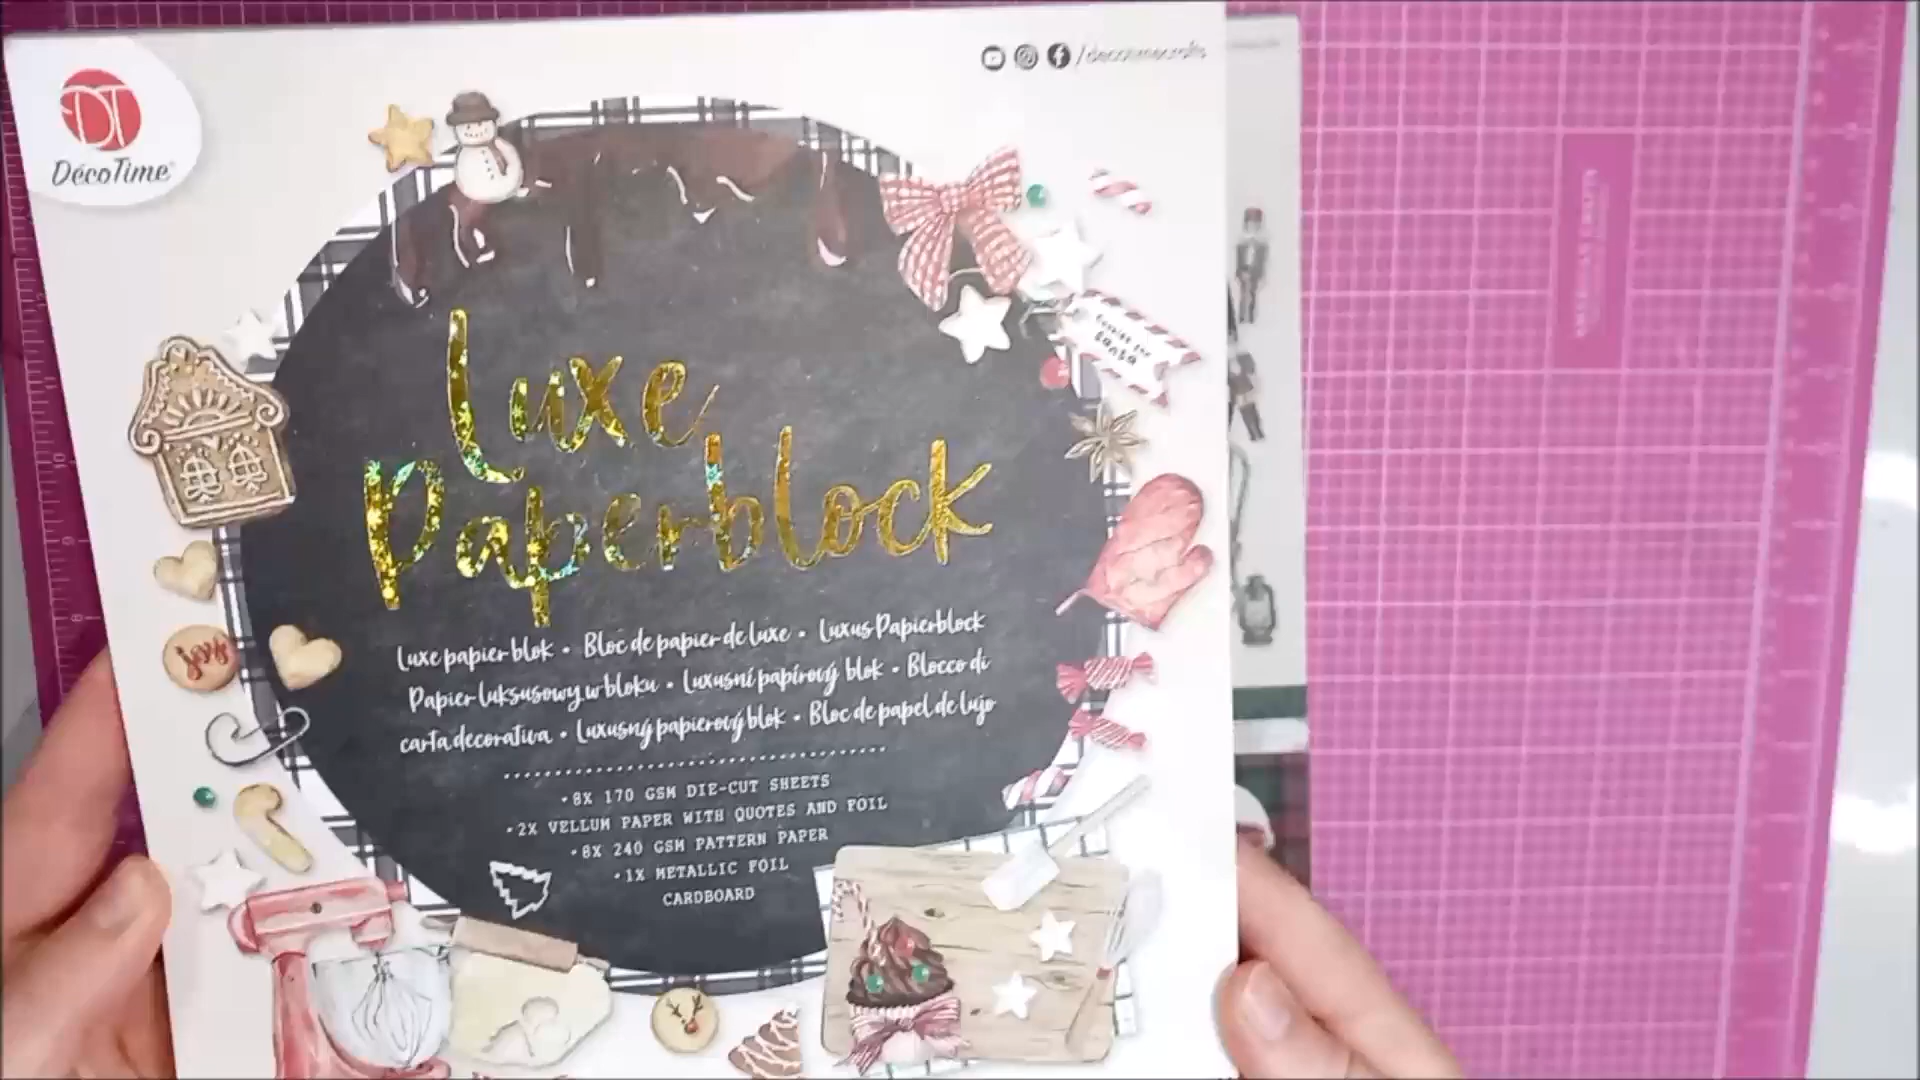 DT
DécoTime®
/decotimecrafts
Luxe
Paperblock
Luxe papier blok • Bloc de papier de luxe • Luxus Papierblock
Papier luksusowy w bloku • Luxusní papírový blok • Blocco di
carta decorativa • Luxusný papierový blok • Bloc de papel de lujo
•8X 170 GSM DIE-CUT SHEETS
•2X VELLUM PAPER WITH QUOTES AND FOIL
•8X 240 GSM PATTERN PAPER
•1X METALLIC FOIL
CARDBOARD
Joy